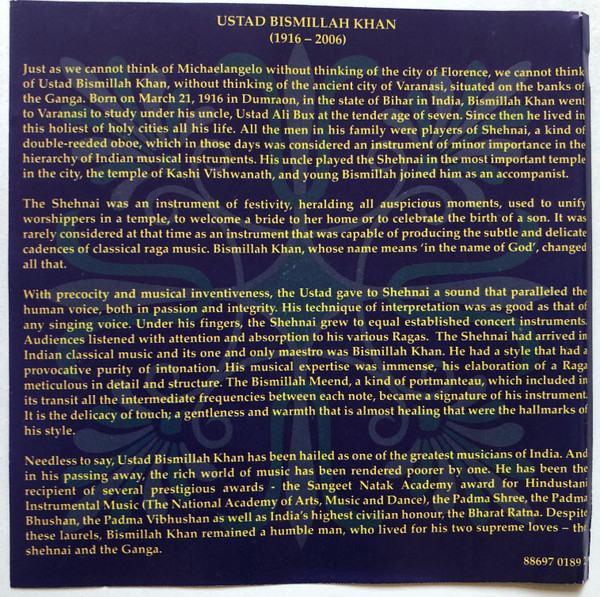 USTAD BISMILLAH KHAN
(1916 – 2006)
Just as we cannot think of Michaelangelo without thinking of the city of Florence, we cannot think
of Ustad Bismillah Khan, without thinking of the ancient city of Varanasi, situated on the banks of
the Ganga. Born on March 21, 1916 in Dumraon, in the state of Bihar in India, Bismillah Khan went
to Varanasi to study under his uncle, Ustad Ali Bux at the tender age of seven. Since then he lived in
this holiest of holy cities all his life. All the men in his family were players of Shehnai, a kind of
double-reeded oboe, which in those days was considered an instrument of minor importance in the
hierarchy of Indian musical instruments. His uncle played the Shehnai in the most important temple
in the city, the temple of Kashi Vishwanath, and young Bismillah joined him as an accompanist.
The Shehnai was an instrument of festivity, heralding all auspicious moments, used to unify
worshippers in a temple, to welcome a bride to her home or to celebrate the birth of a son. It was
rarely considered at that time as an instrument that was capable of producing the subtle and delicate
cadences of classical raga music. Bismillah Khan, whose name means 'in the name of God', changed
all that.
With precocity and musical inventiveness, the Ustad gave to Shehnai a sound that paralleled the
human voice, both in passion and integrity. His technique of interpretation was as good as that of
any singing voice. Under his fingers, the Shehnai grew to equal established concert instruments.
Audiences listened with attention and absorption to his various Ragas. The Shehnai had arrived in
Indian classical music and its one and only maestro was Bismillah Khan. He had a style that had a
provocative purity of intonation. His musical expertise was immense, his elaboration of a Raga
meticulous in detail and structure. The Bismillah Meend, a kind of portmanteau, which included in
its transit all the intermediate frequencies between each note, became a signature of his instrument.
It is the delicacy of touch; a gentleness and warmth that is almost healing that were the hallmarks of
his style.
Needless to say, Ustad Bismillah Khan has been hailed as one of the greatest musicians of India. And
in his passing away, the rich world of music has been rendered poorer by one. He has been the
recipient of several prestigious awards - the Sangeet Natak Academy award for Hindustani
Instrumental Music (The National Academy of Arts, Music and Dance), the Padma Shree, the Padma
Bhushan, the Padma Vibhushan as well as India's highest civilian honour, the Bharat Ratna. Despite
these laurels, Bismillah Khan remained a humble man, who lived for his two supreme loves – the
shehnai and the Ganga.
88697 0189